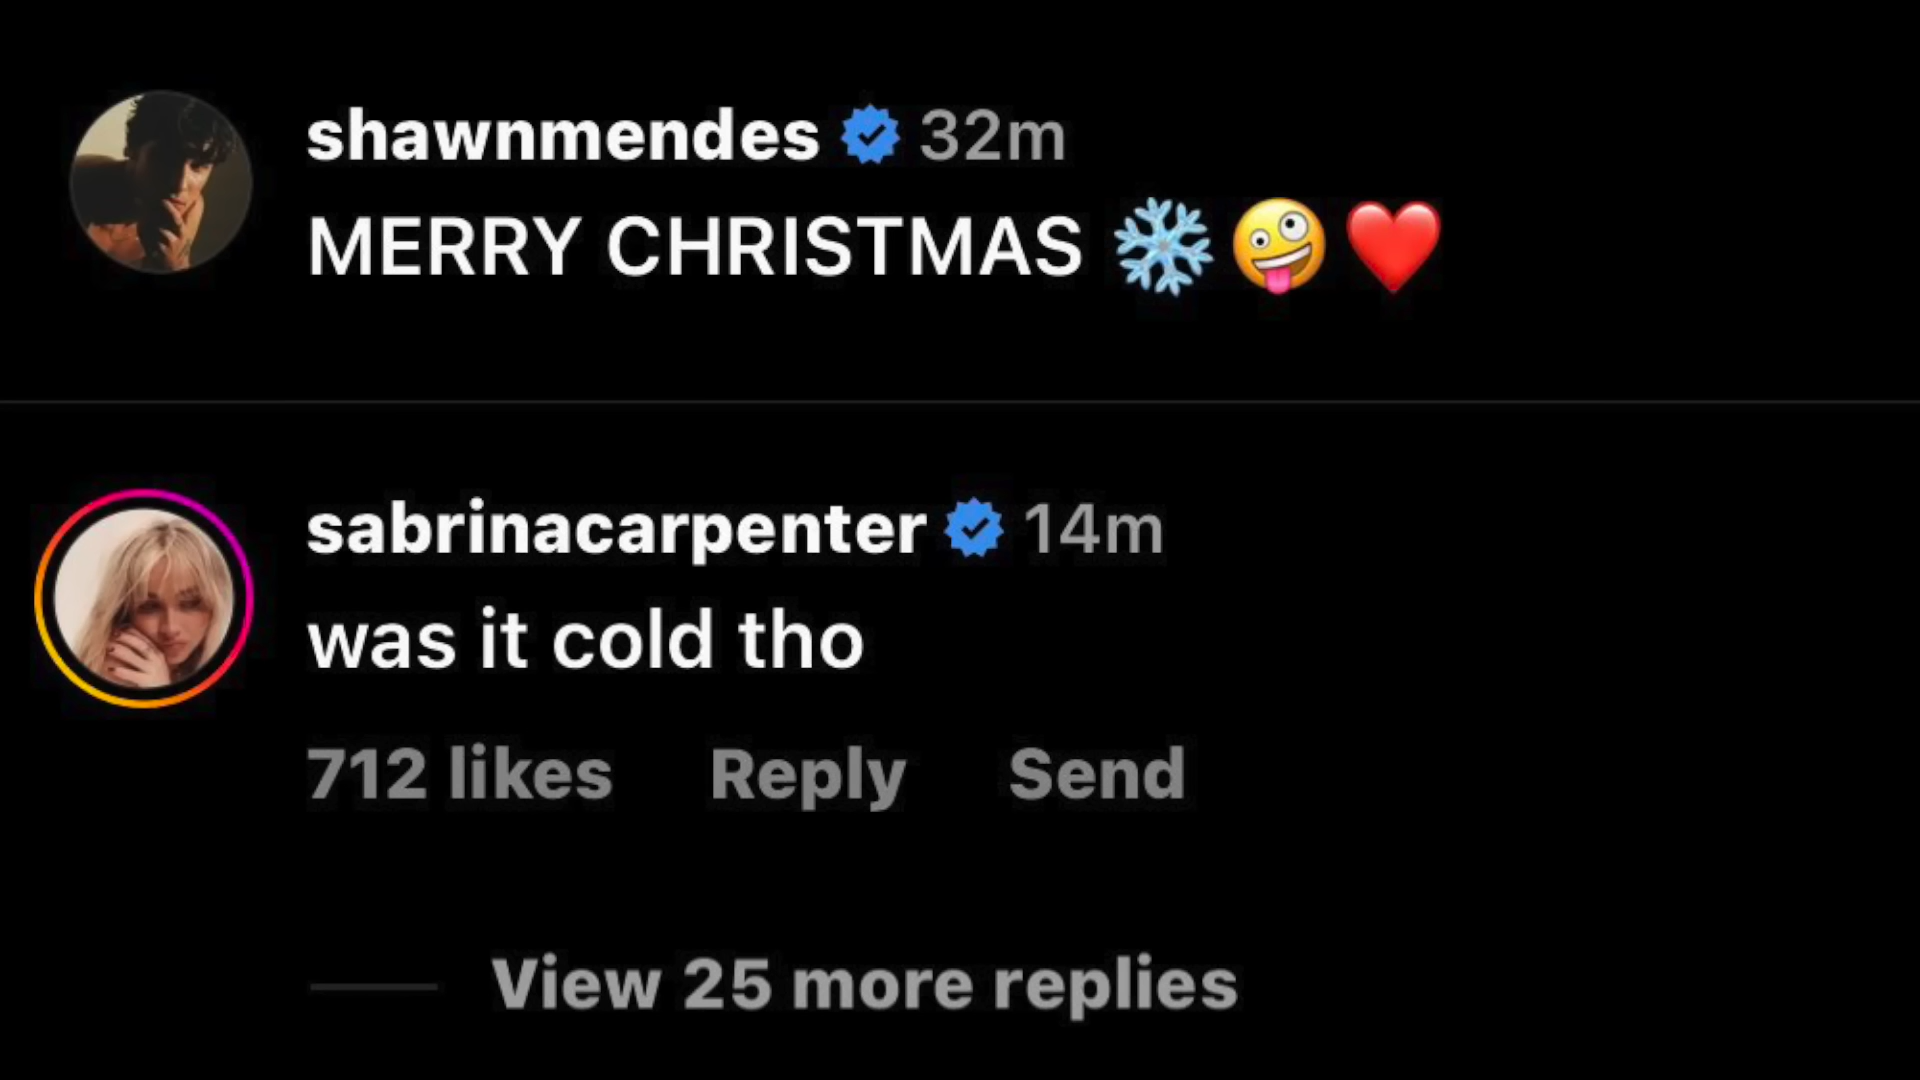 shawnmendes 32m
MERRY CHRISTMAS ❄️🤪❤️
sabrinacarpenter 14m
was it cold tho
712 likes Reply Send
View 25 more replies